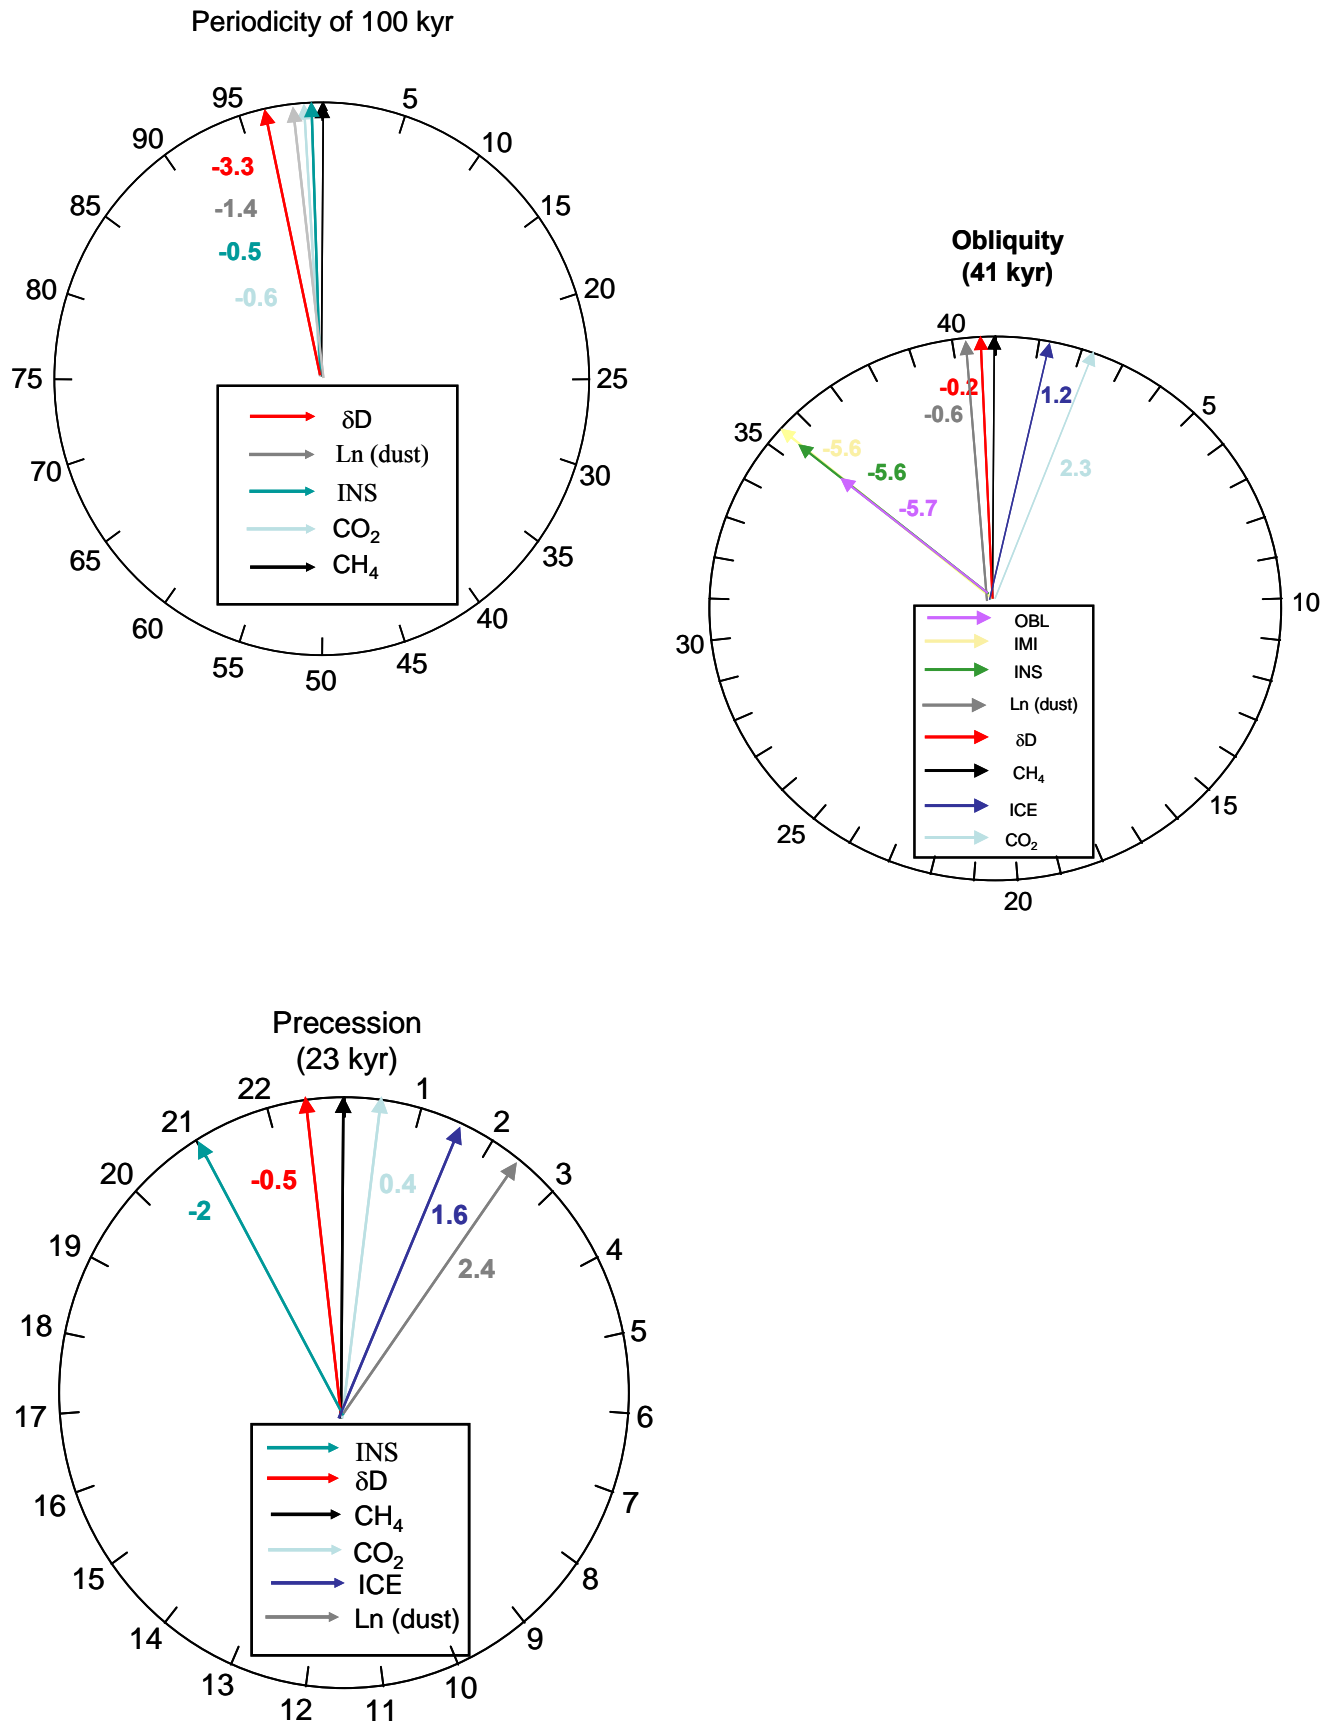 Periodicity of 100 kyr
95
5
90
10
-3.3
85
-1.4
15
-0.5
80
-0.6
20
75
25
δD
Ln (dust)
70
INS
30
CO2
65
CH4
35
60
40
55
45
50
Obliquity
(41 kyr)
40
-0.2
1.2
-0.6
5
35
-5.6
-5.6
2.3
-5.7
10
OBL
30
IMI
INS
Ln (dust)
δD
CH4
15
ICE
25
CO2
20
Precession
(23 kyr)
22
1
21
2
20
-0.5
0.4
3
-2
1.6
19
2.4
4
18
5
17
6
INS
δD
16
CH4
7
CO2
15
ICE
8
14
Ln (dust)
9
13
10
12
11